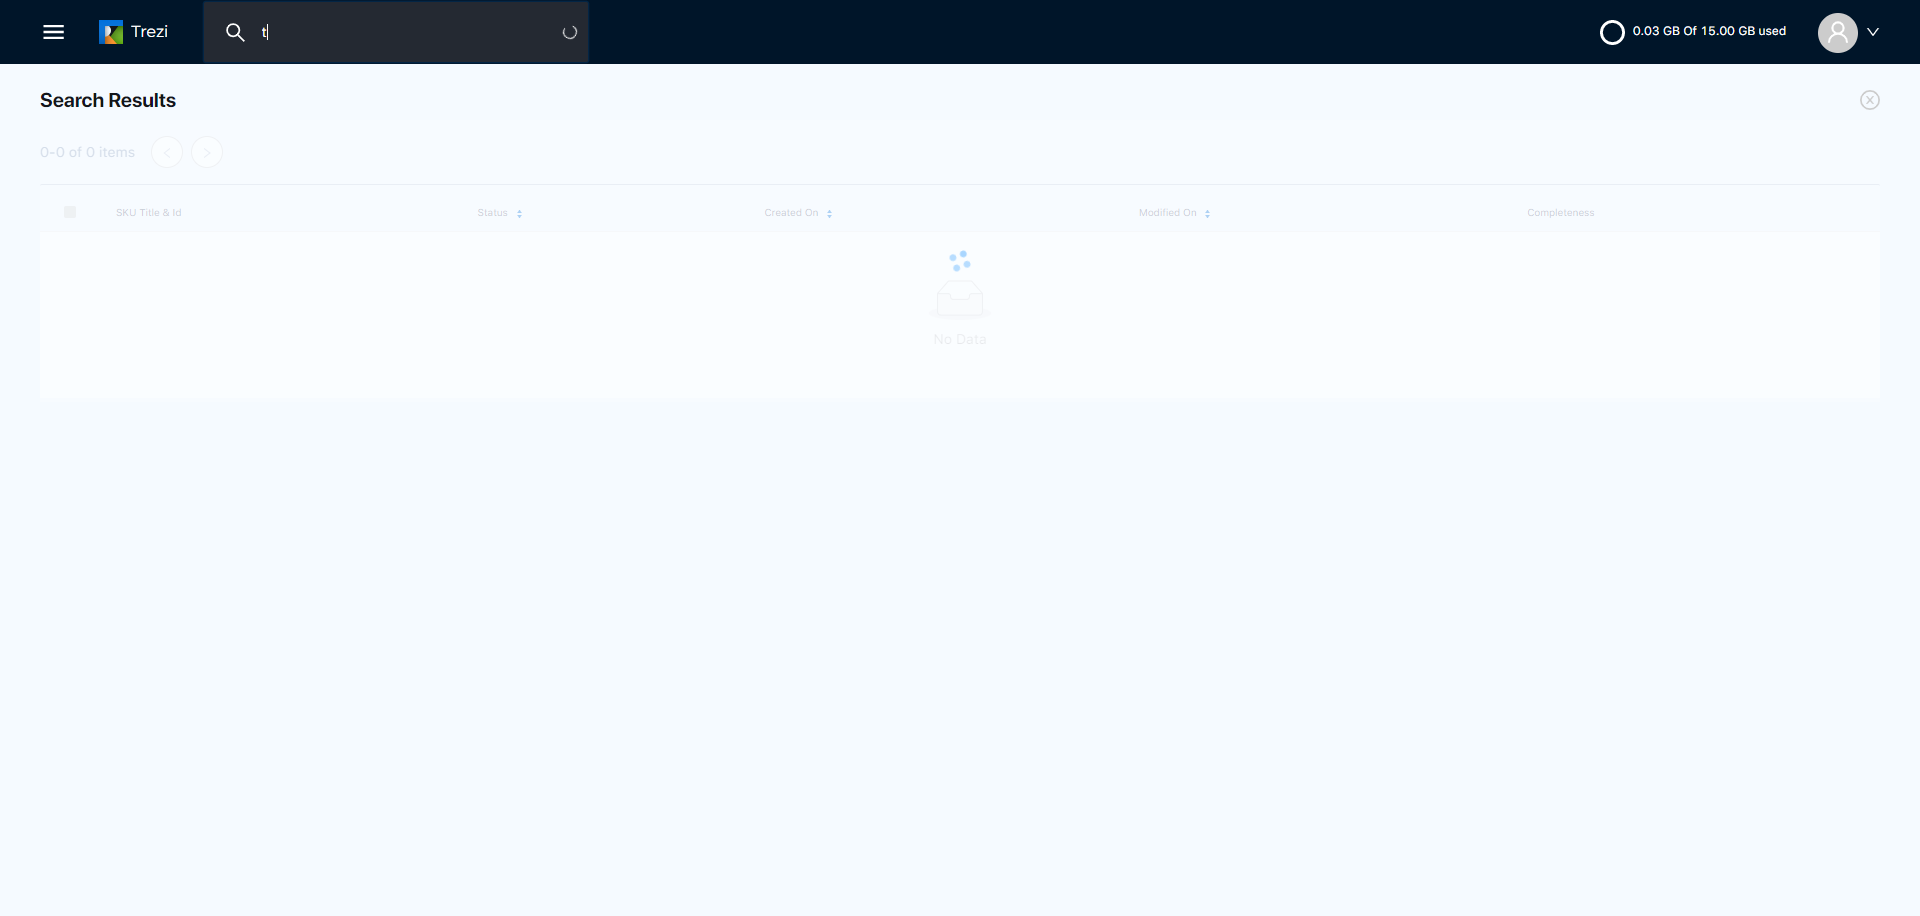 Trezi
t
0.03 GB Of 15.00 GB used
Search Results
0-0 of 0 items
SKU Title & Id
Status
Created On
Modified On
Completeness
No Data